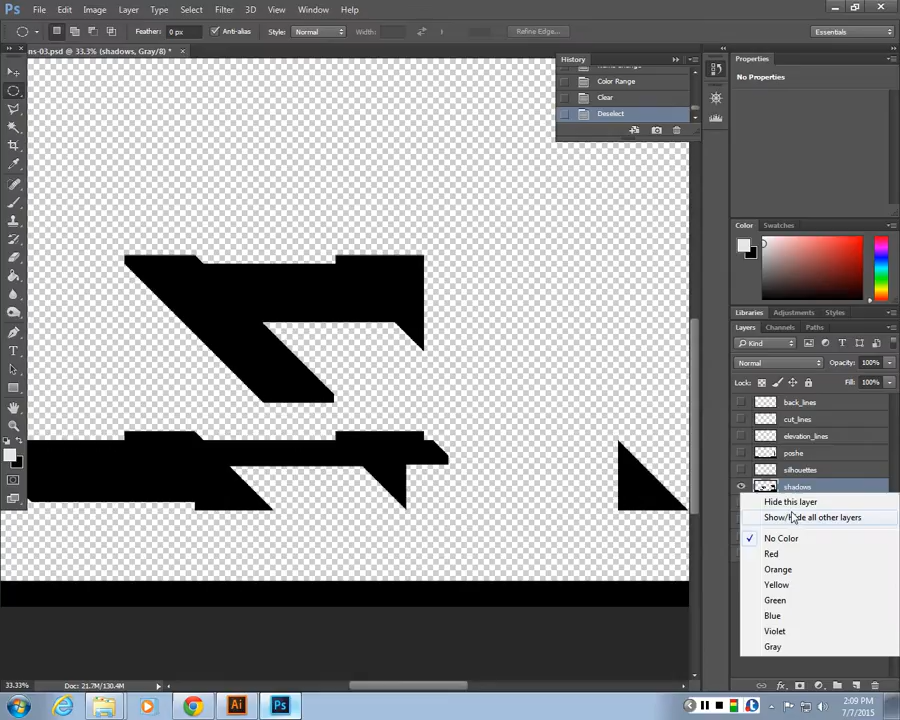 Ps File Edit Image Layer Type Select Filter 3D View Window Help
Feather: 0 px Anti-alias Style: Normal Width: Refine Edge... Essentials
ns-03.psd @ 33.3% (shadows, Gray/8) * ×
History
Color Range
Clear
Deselect
Properties
No Properties
Color Swatches
Libraries Adjustments Styles
Layers Channels Paths
Kind
Normal Opacity: 100%
Lock: Fill: 100%
back_lines
cut_lines
elevation_lines
poshe
silhouettes
shadows
Hide this layer
Show/hide all other layers
No Color
Red
Orange
Yellow
Green
Blue
Violet
Gray
33.33% Doc: 21.7M/130.4M
fx
Ai Ps
2:09 PM
7/7/2015